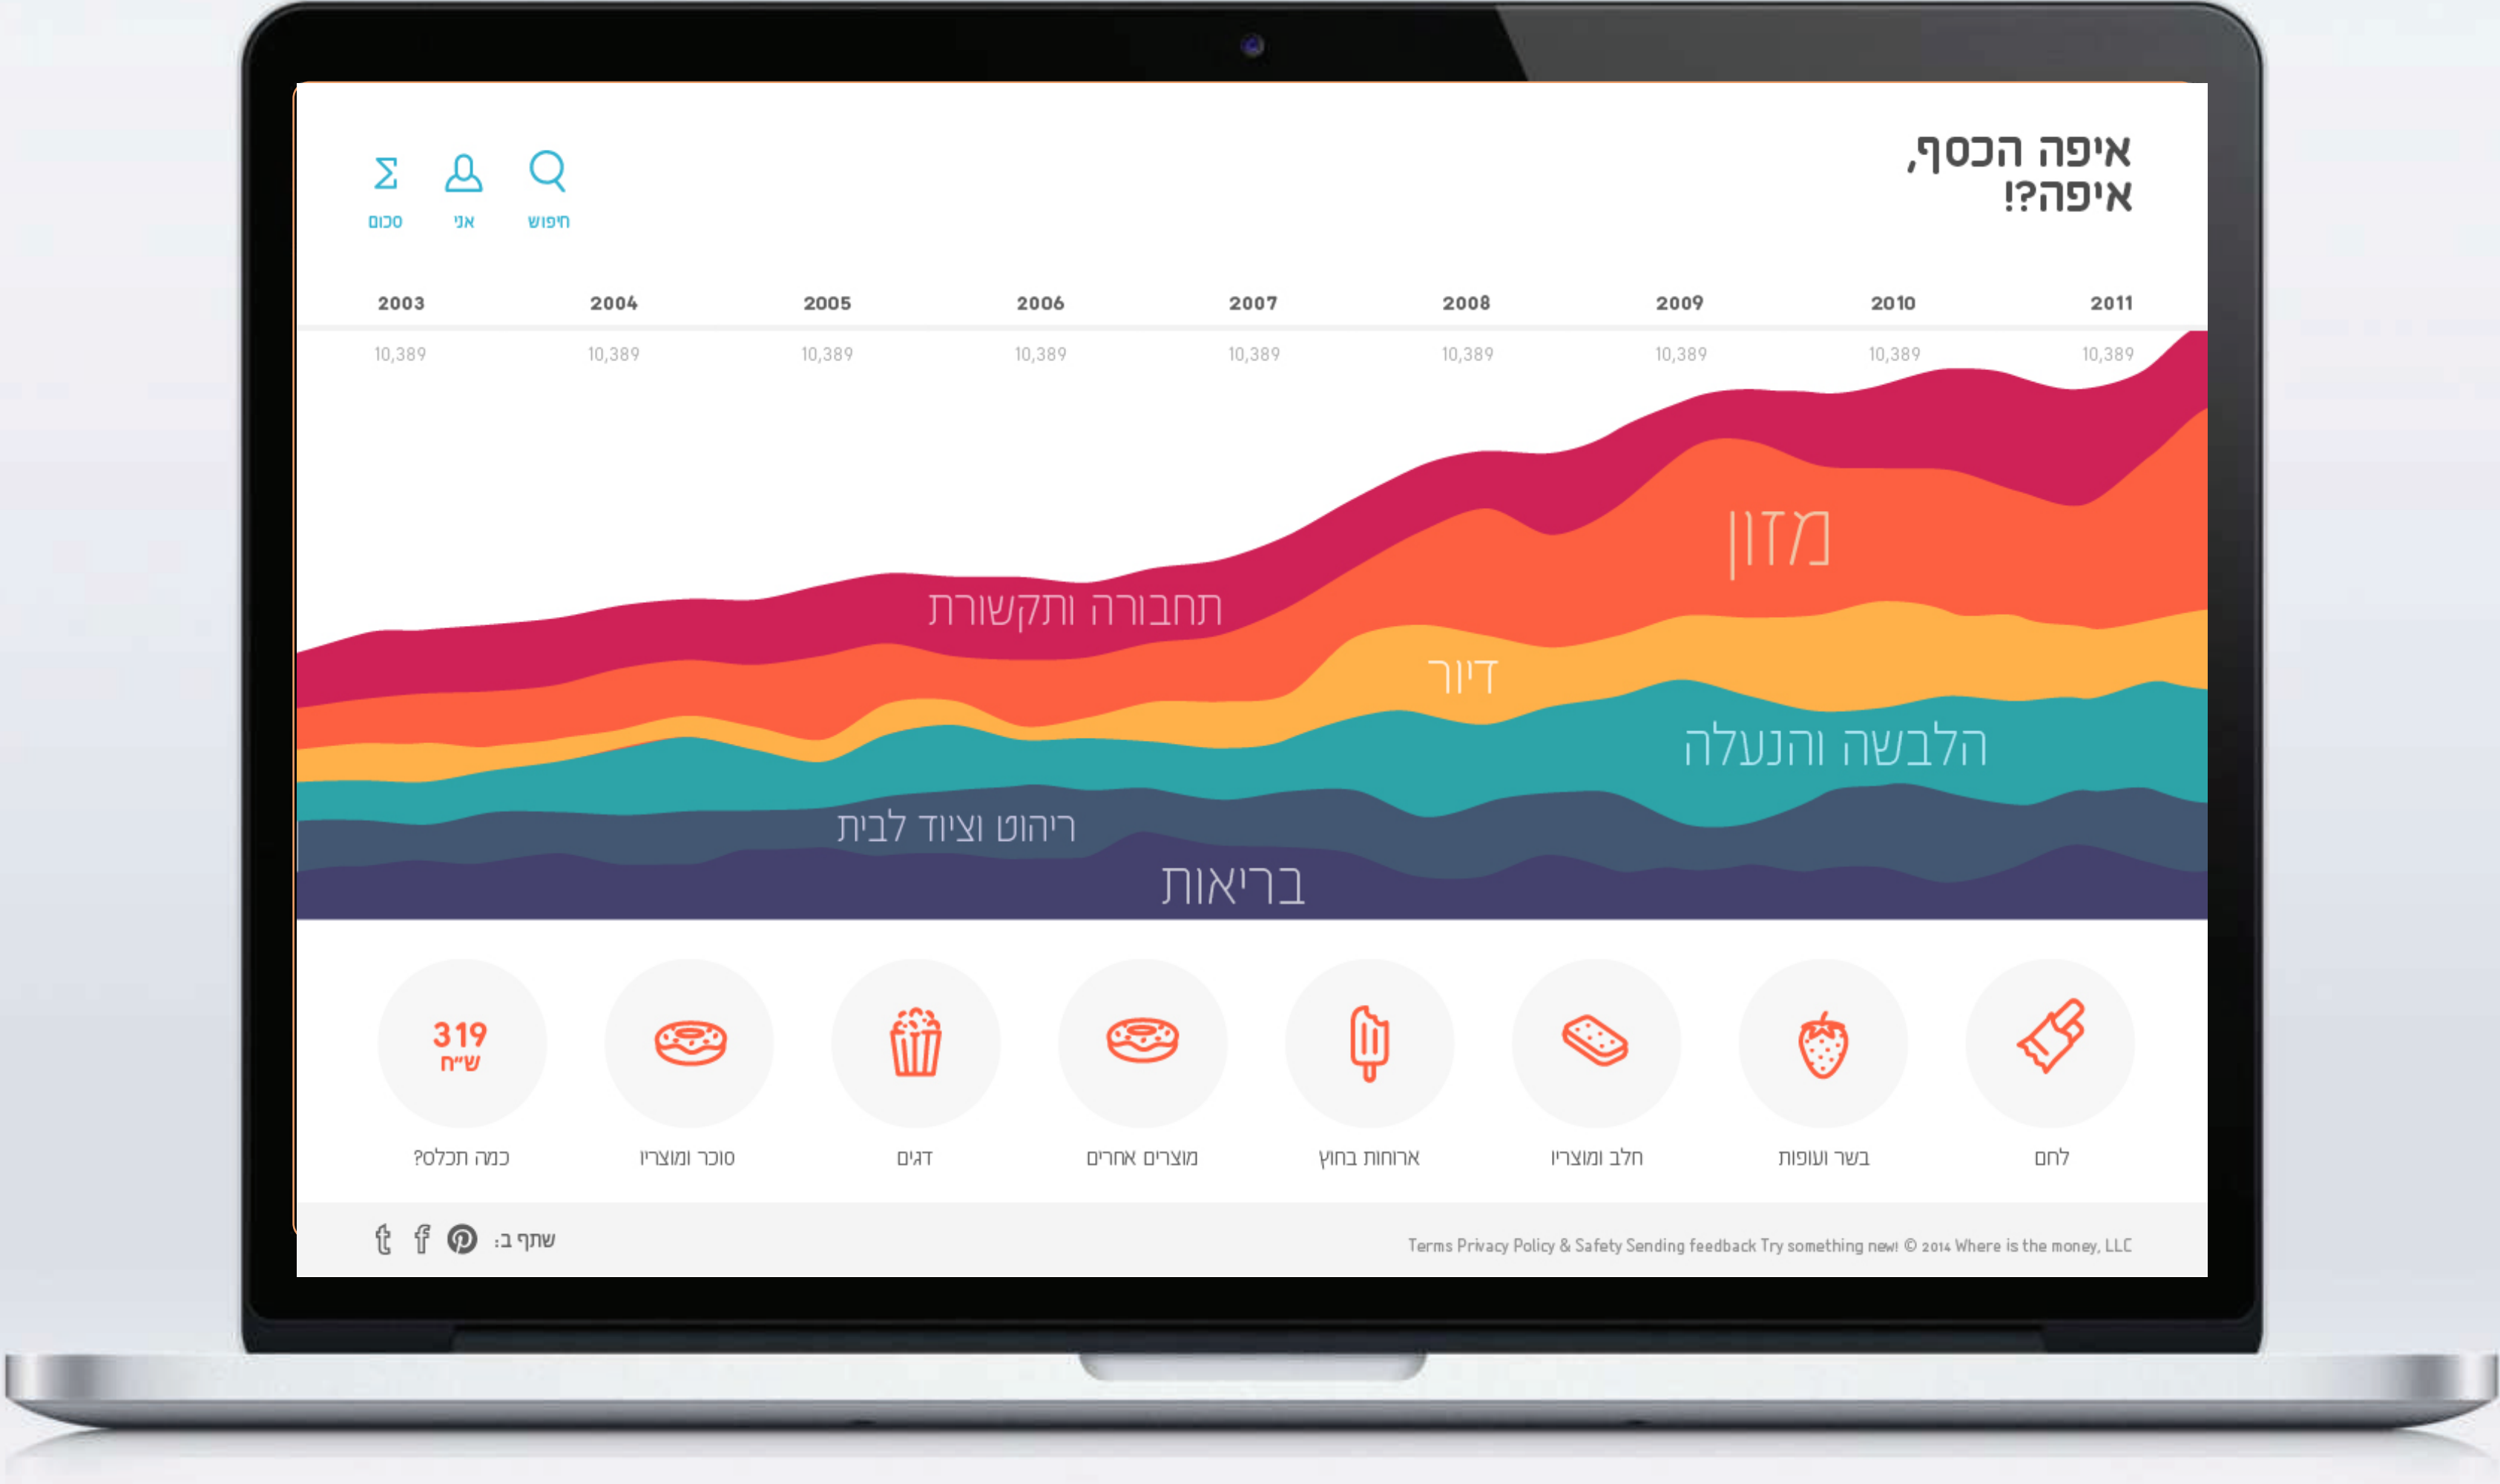 איפה הכסף,
איפה?!
חיפוש
אני
סכום
2003 2004 2005 2006 2007 2008 2009 2010 2011
10,389 10,389 10,389 10,389 10,389 10,389 10,389 10,389 10,389
מזון
תחבורה ותקשורת
דיור
הלבשה והנעלה
ריהוט וציוד לבית
בריאות
319
ש״ח
לחם
בשר ועופות
חלב ומוצריו
ארוחות בחוץ
מוצרים אחרים
דגים
סוכר ומוצריו
כמה תכלס?
שתף ב:
Terms Privacy Policy & Safety Sending feedback Try something new! © 2014 Where is the money, LLC